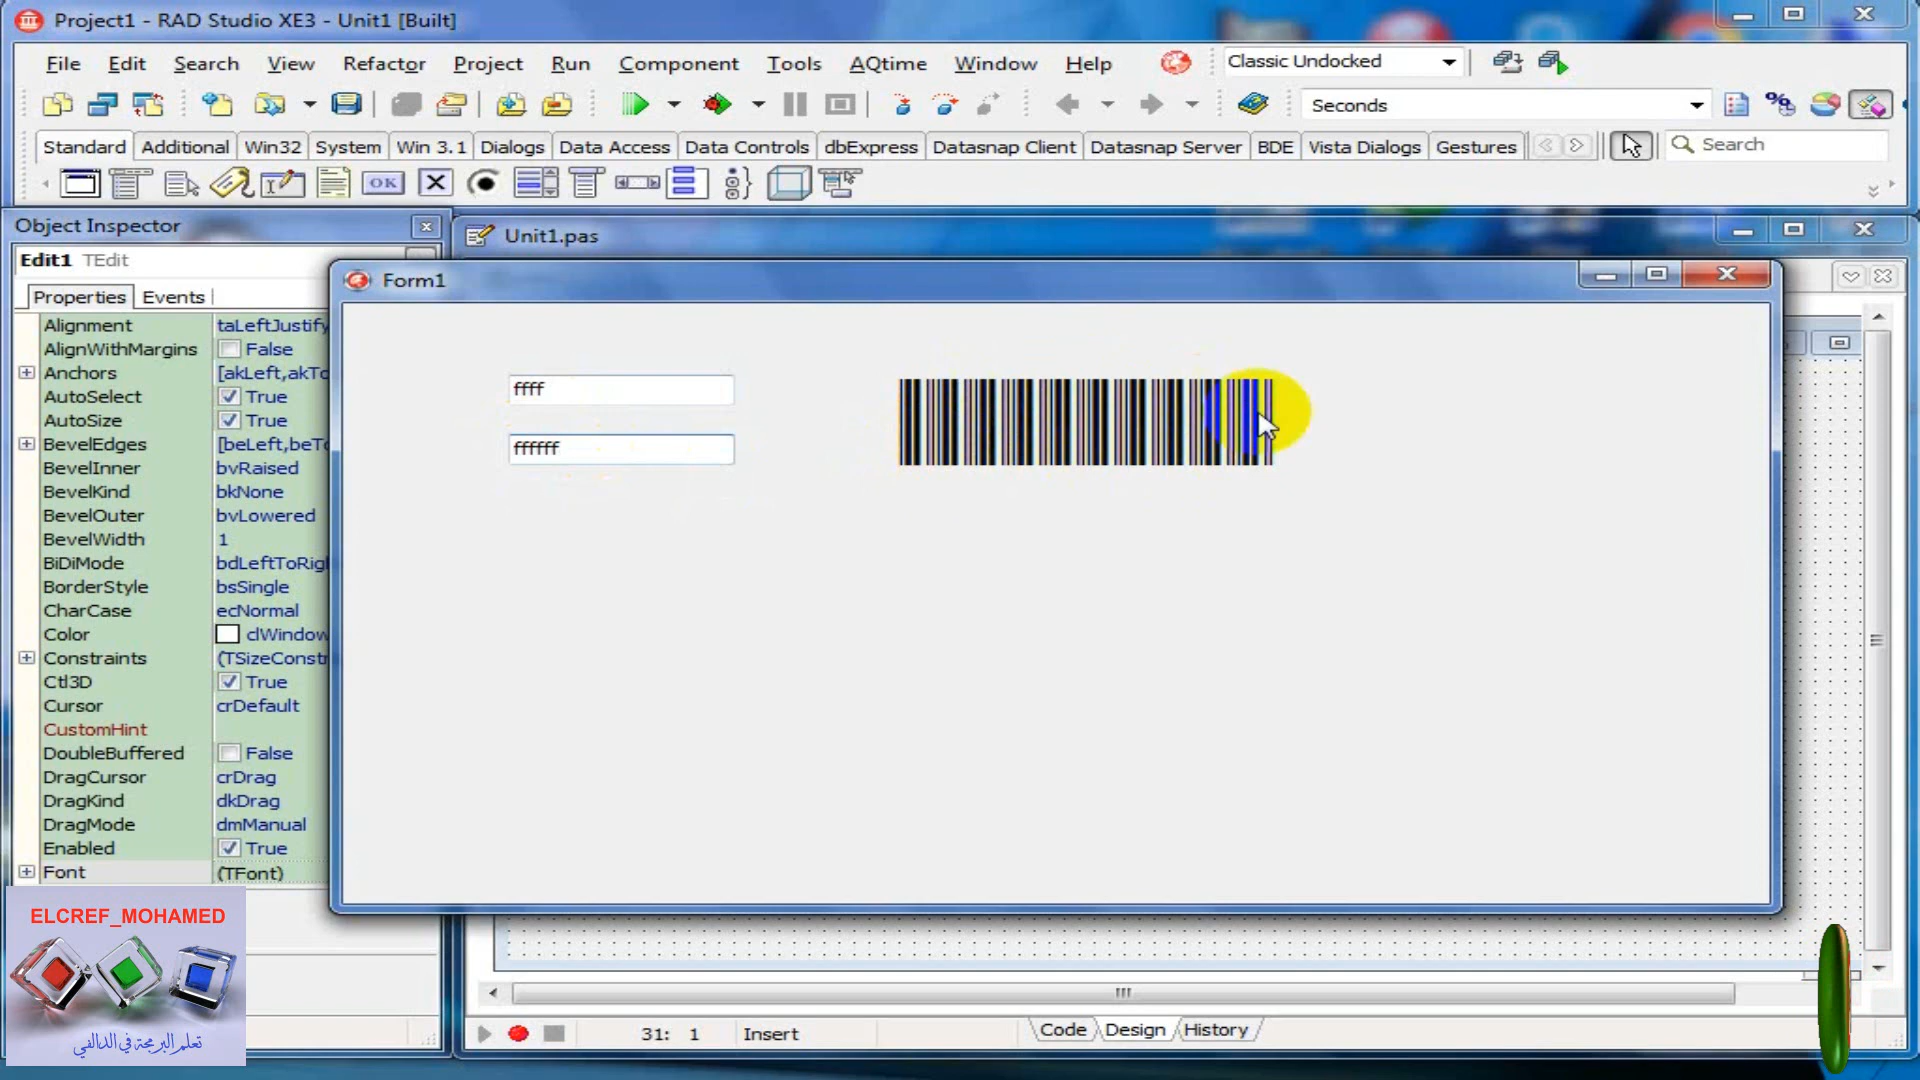 Project1 - RAD Studio XE3 - Unit1 [Built]
File Edit Search View Refactor Project Run Component Tools AQtime Window Help
Classic Undocked
Seconds
Standard Additional Win32 System Win 3.1 Dialogs Data Access Data Controls dbExpress Datasnap Client Datasnap Server BDE Vista Dialogs Gestures
Search
OK
Object Inspector
Unit1.pas
Edit1 TEdit
Form1
Properties Events
Alignment taLeftJustify
AlignWithMargins False
Anchors [akLeft,akTo
AutoSelect True
AutoSize True
BevelEdges [beLeft,beTo
BevelInner bvRaised
BevelKind bkNone
BevelOuter bvLowered
BevelWidth 1
BiDiMode bdLeftToRigh
BorderStyle bsSingle
CharCase ecNormal
Color clWindow
Constraints (TSizeConstr
Ctl3D True
Cursor crDefault
CustomHint
DoubleBuffered False
DragCursor crDrag
DragKind dkDrag
DragMode dmManual
Enabled True
Font (TFont)
ffff
ffffff
ELCREF_MOHAMED
تعلم البرمجة في الدالفي
31: 1 Insert
Code Design History